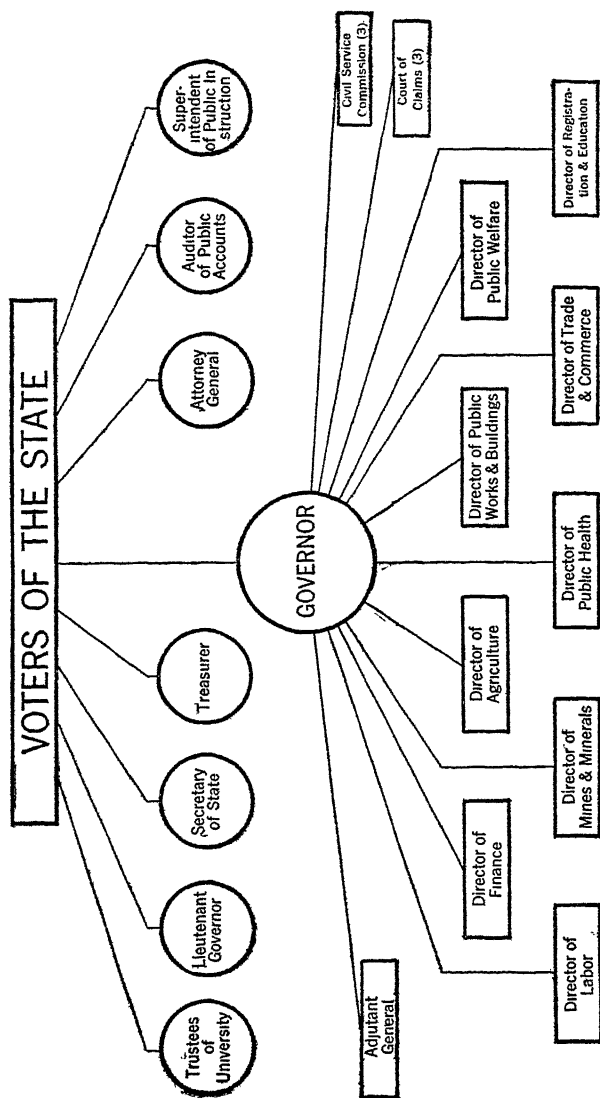 VOTERS OF THE STATE
Trustees
of
University
Lieutenant
Governor
Secretary
of State
Treasurer
Attorney
General
Auditor
of Public
Accounts
Super-
intendent
of Public In
struction
GOVERNOR
Adjutant
General
Civil Service
Commission (3)
Court of
Claims (3)
Director of
Finance
Director of
Agriculture
Director of Public
Works & Buildings
Director of
Public Welfare
Director of
Labor
Director of
Mines & Minerals
Director of
Public Health
Director of Trade
& Commerce
Director of Registra-
tion & Education